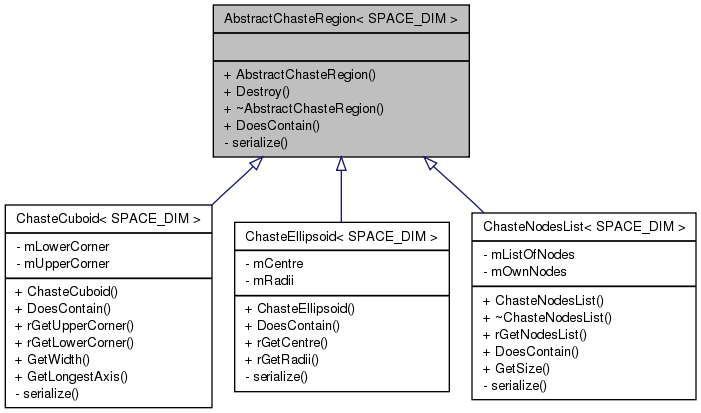 AbstractChasteRegion< SPACE_DIM >
+ AbstractChasteRegion()
+ Destroy()
+ ~AbstractChasteRegion()
+ DoesContain()
- serialize()
ChasteCuboid< SPACE_DIM >
- mLowerCorner
- mUpperCorner
+ ChasteCuboid()
+ DoesContain()
+ rGetUpperCorner()
+ rGetLowerCorner()
+ GetWidth()
+ GetLongestAxis()
- serialize()
ChasteEllipsoid< SPACE_DIM >
- mCentre
- mRadii
+ ChasteEllipsoid()
+ DoesContain()
+ rGetCentre()
+ rGetRadii()
- serialize()
ChasteNodesList< SPACE_DIM >
- mListOfNodes
- mOwnNodes
+ ChasteNodesList()
+ ~ChasteNodesList()
+ rGetNodesList()
+ DoesContain()
+ GetSize()
- serialize()